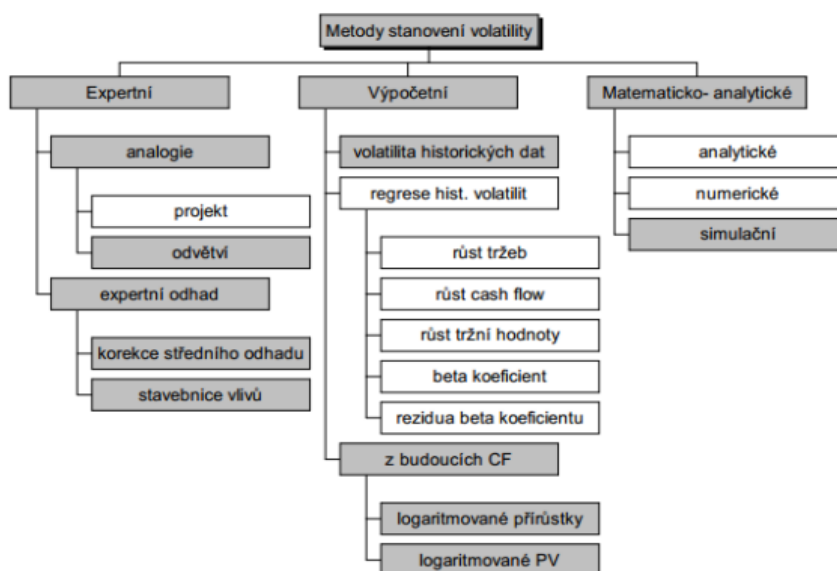 Metody stanovení volatility
Expertní
analogie
projekt
odvětví
expertní odhad
korekce středního odhadu
stavebnice vlivů
Výpočetní
volatilita historických dat
regrese hist. volatilit
růst tržeb
růst cash flow
růst tržní hodnoty
beta koeficient
rezidua beta koeficientu
z budoucích CF
logaritmované přírůstky
logaritmované PV
Matematicko- analytické
analytické
numerické
simulační